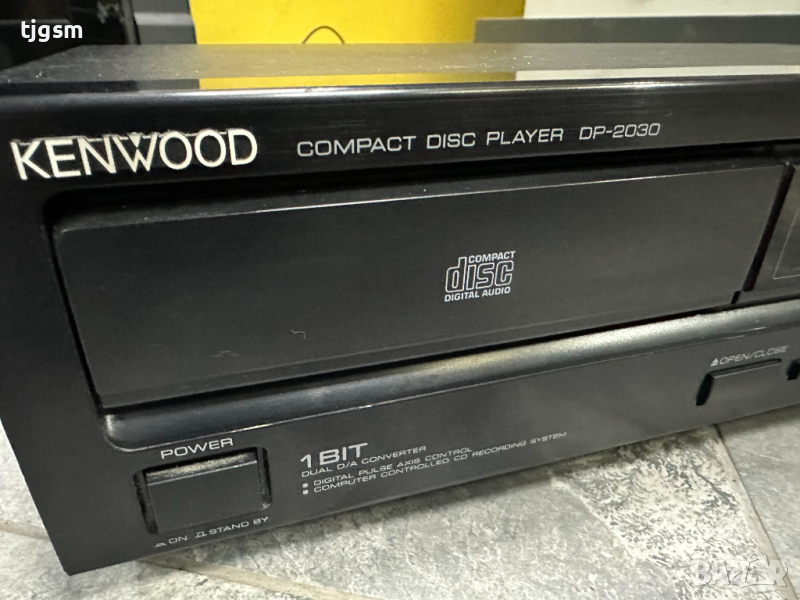 tjgsm
KENWOOD COMPACT DISC PLAYER DP-2030
COMPACT
disc
DIGITAL AUDIO
OPEN/CLOSE
POWER
1 BIT
DUAL D/A CONVERTER
DIGITAL PULSE AXIS CONTROL
COMPUTER CONTROLLED CD RECORDING SYSTEM
ON STAND BY
BAZAR